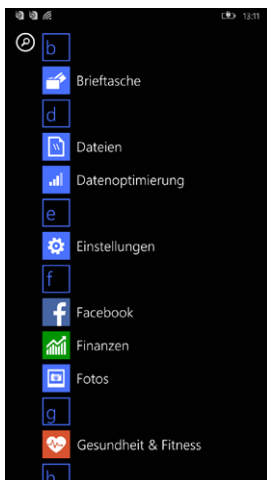 13:11
b
Brieftasche
d
Dateien
Datenoptimierung
e
Einstellungen
f
Facebook
Finanzen
Fotos
g
Gesundheit & Fitness
h